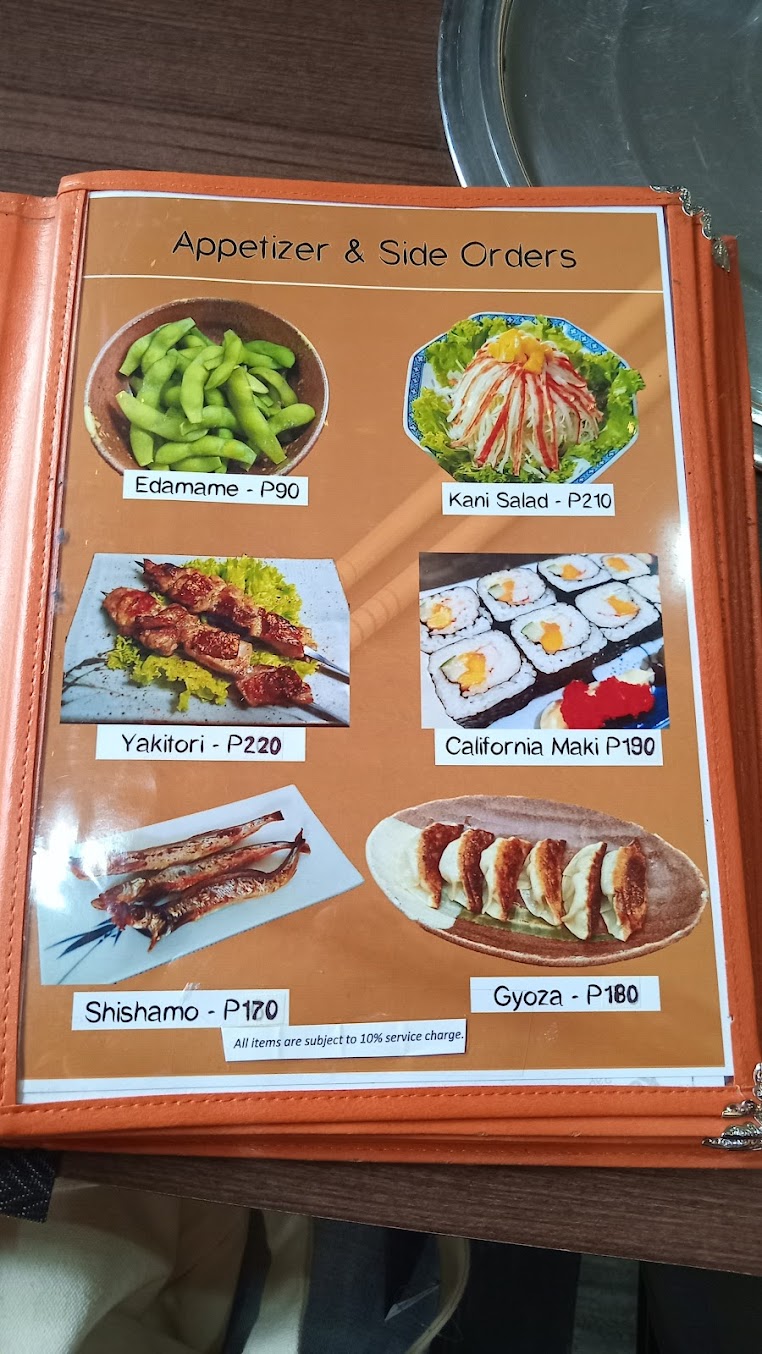 Appetizer & Side Orders
Edamame - P90
Kani Salad - P210
Yakitori - P220
California Maki P190
Shishamo - P170
Gyoza - P180
All items are subject to 10% service charge.